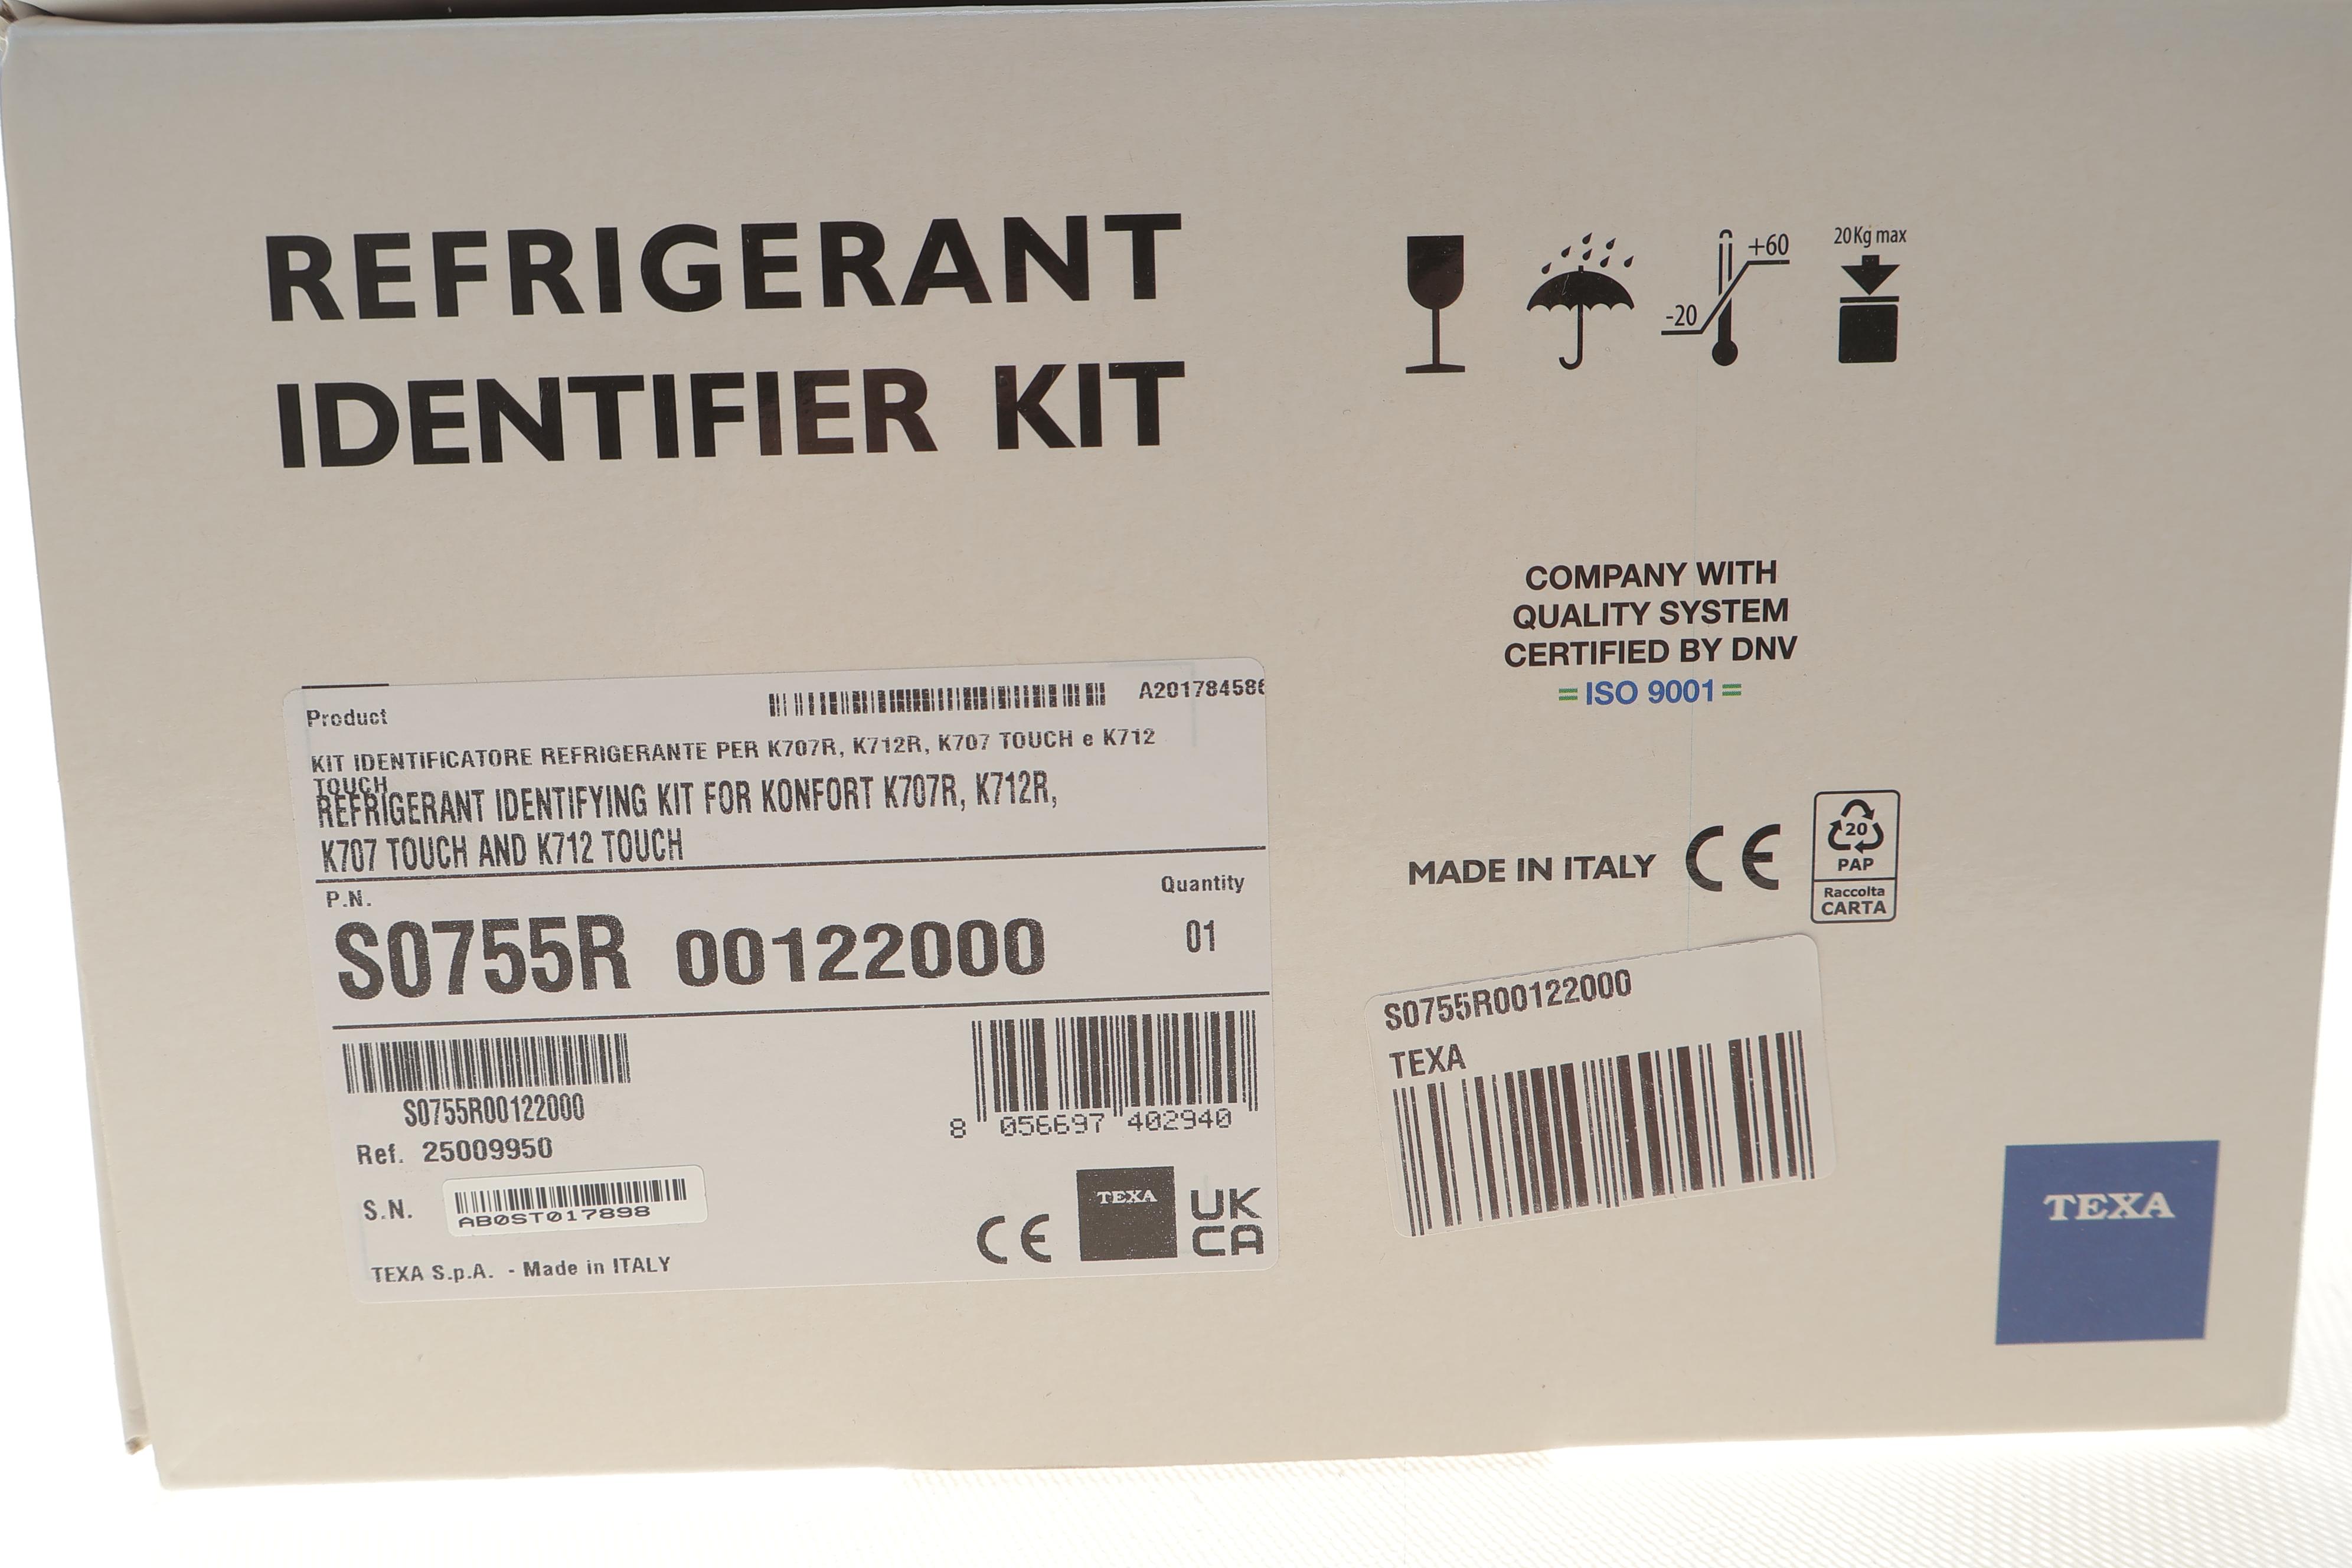 REFRIGERANT
IDENTIFIER KIT
+60
-20
20Kg max
COMPANY WITH
QUALITY SYSTEM
CERTIFIED BY DNV
=ISO 9001=
MADE IN ITALY CE
20
PAP
Raccolta
CARTA
Product
KIT IDENTIFICATORE REFRIGERANTE PER K707R, K712R, K707 TOUCH e K712
TOUCH
REFRIGERANT IDENTIFYING KIT FOR KONFORT K707R, K712R,
K707 TOUCH AND K712 TOUCH
P.N.
Quantity
S0755R 00122000
01
S0755R00122000
8 056697 402940
Ref. 25009950
S.N.
AB0ST017898
TEXA S.p.A. - Made in ITALY
CE
TEXA
UK
CA
S0755R00122000
TEXA
TEXA